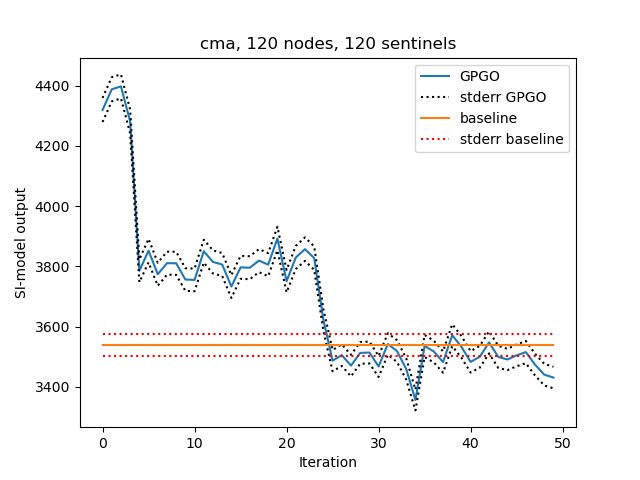 cma, 120 nodes, 120 sentinels
SI-model output
4400
4200
4000
3800
3600
3400
GPGO
stderr GPGO
baseline
stderr baseline
0 10 20 30 40 50
Iteration